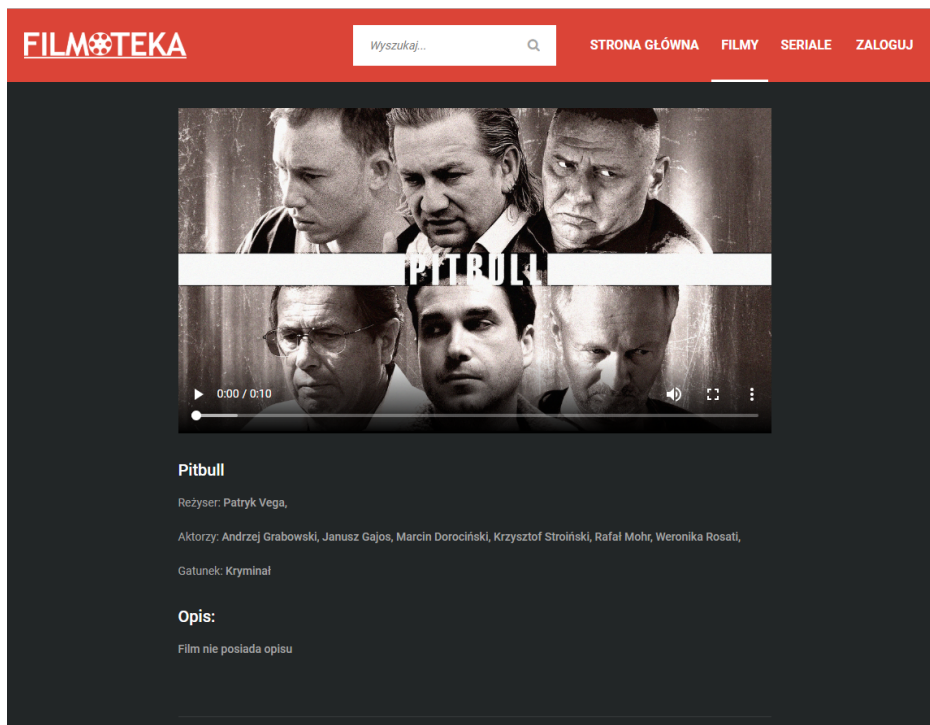 FILMOTEKA
Wyszukaj...
STRONA GŁÓWNA FILMY SERIALE ZALOGUJ
PITBULL
0:00 / 0:10
Pitbull
Reżyser: Patryk Vega,
Aktorzy: Andrzej Grabowski, Janusz Gajos, Marcin Dorociński, Krzysztof Stroiński, Rafał Mohr, Weronika Rosati,
Gatunek: Kryminał
Opis:
Film nie posiada opisu